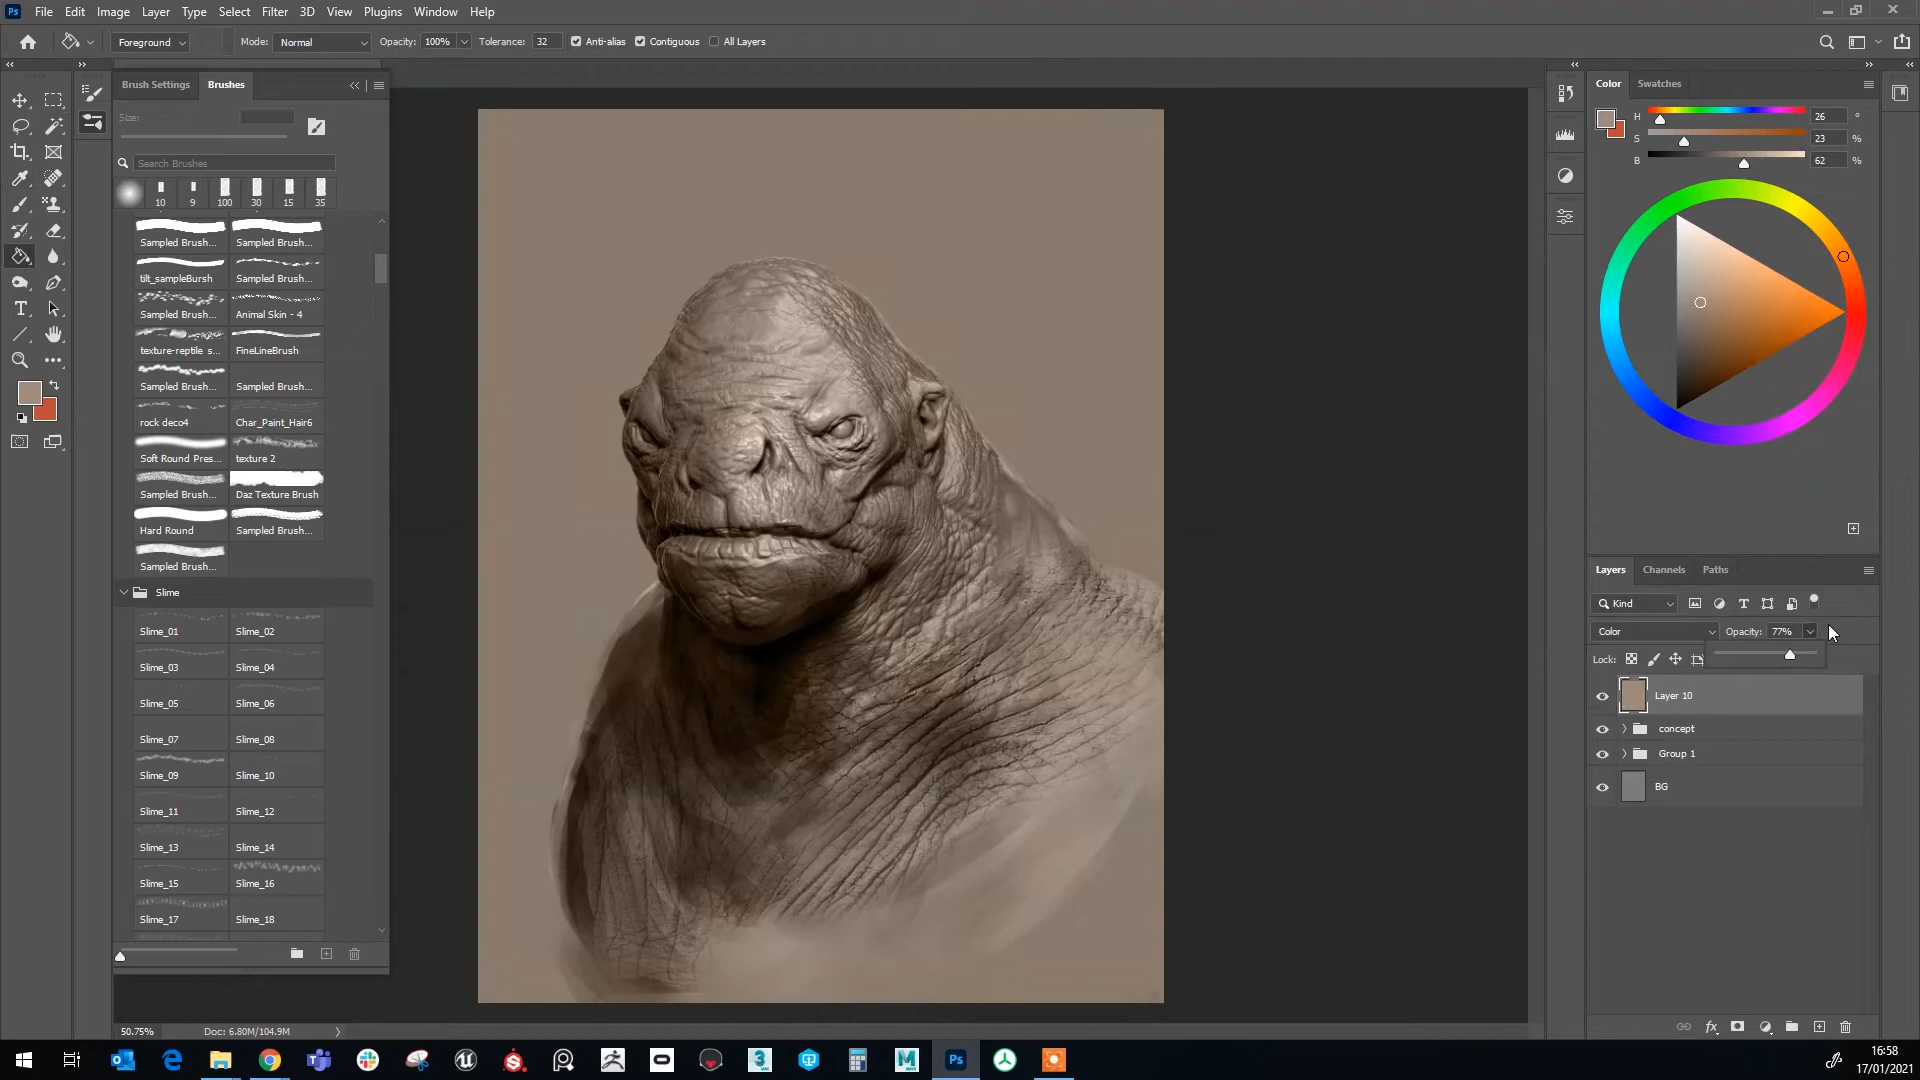 Ps File Edit Image Layer Type Select Filter 3D View Plugins Window Help
Foreground Mode: Normal Opacity: 100% Tolerance: 32 Anti-alias Contiguous All Layers
Brush Settings Brushes
Size:
Search Brushes
10 9 100 30 15 35
Sampled Brush... Sampled Brush...
tilt_sampleBursh Sampled Brush...
Sampled Brush... Animal Skin - 4
texture-reptile s... FineLineBrush
Sampled Brush... Sampled Brush...
rock deco4 Char_Paint_Hair6
Soft Round Pres... texture 2
Sampled Brush... Daz Texture Brush
Hard Round Sampled Brush...
Sampled Brush...
Slime
Slime_01 Slime_02
Slime_03 Slime_04
Slime_05 Slime_06
Slime_07 Slime_08
Slime_09 Slime_10
Slime_11 Slime_12
Slime_13 Slime_14
Slime_15 Slime_16
Slime_17 Slime_18
50.75% Doc: 6.80M/104.9M
Color Swatches
H 26 °
S 23 %
B 62 %
Layers Channels Paths
Kind
Color Opacity: 77%
Lock:
Layer 10
concept
Group 1
BG
fx
Ps
16:58
17/01/2021